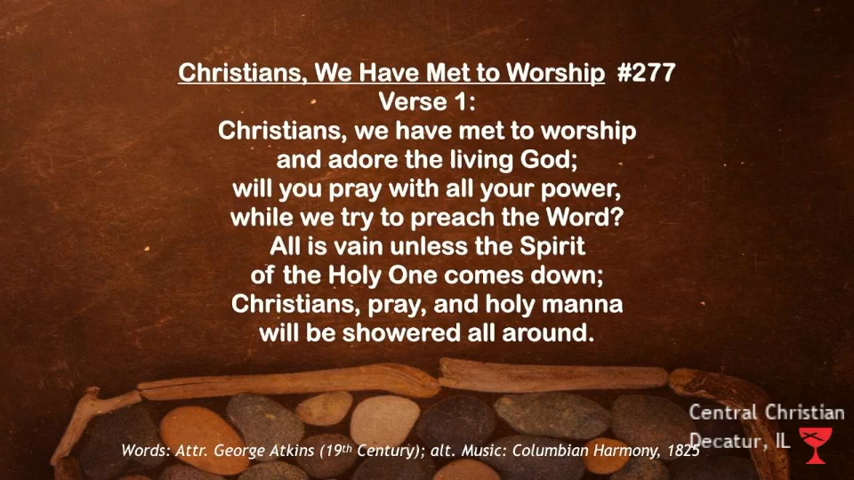 Christians, We Have Met to Worship #277
Verse 1:
Christians, we have met to worship
and adore the living God;
will you pray with all your power,
while we try to preach the Word?
All is vain unless the Spirit
of the Holy One comes down;
Christians, pray, and holy manna
will be showered all around.
Central Christian
Decatur, IL
Words: Attr. George Atkins (19th Century); alt. Music: Columbian Harmony, 1825